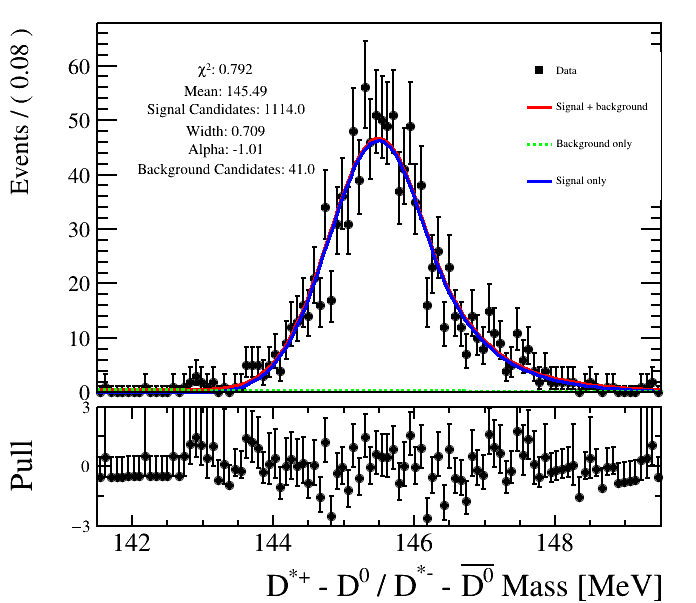 Events / ( 0.08 )
60
50
40
30
20
10
0
χ²: 0.792
Mean: 145.49
Signal Candidates: 1114.0
Width: 0.709
Alpha: -1.01
Background Candidates: 41.0
Data
Signal + background
Background only
Signal only
Pull
3
0
−3
142
144
146
148
D*+ - D⁰ / D*- - D̅⁰ Mass [MeV]